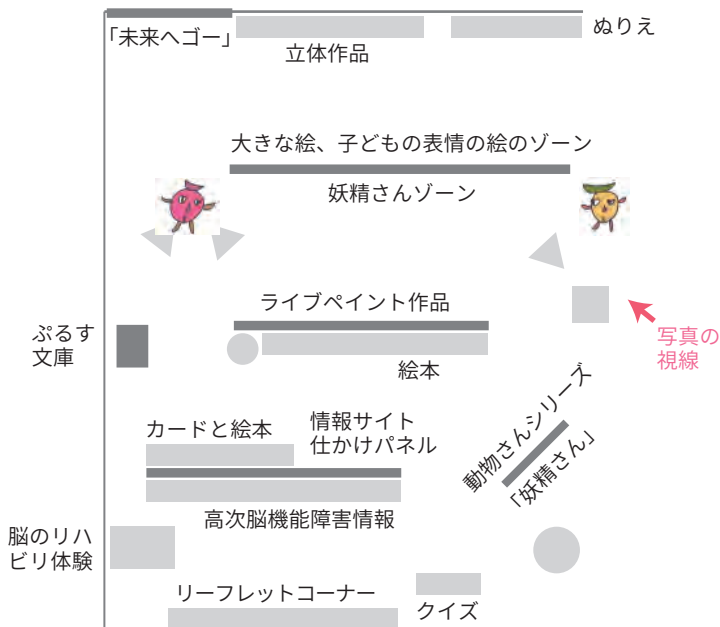 「未来へゴー」
立体作品
ぬりえ
大きな絵、子どもの表情の絵のゾーン
妖精さんゾーン
ライブペイント作品
ぷるす
文庫
絵本
写真の
視線
カードと絵本
情報サイト
仕かけパネル
動物さんシリーズ
「妖精さん」
高次脳機能障害情報
脳のリハ
ビリ体験
リーフレットコーナー
クイズ